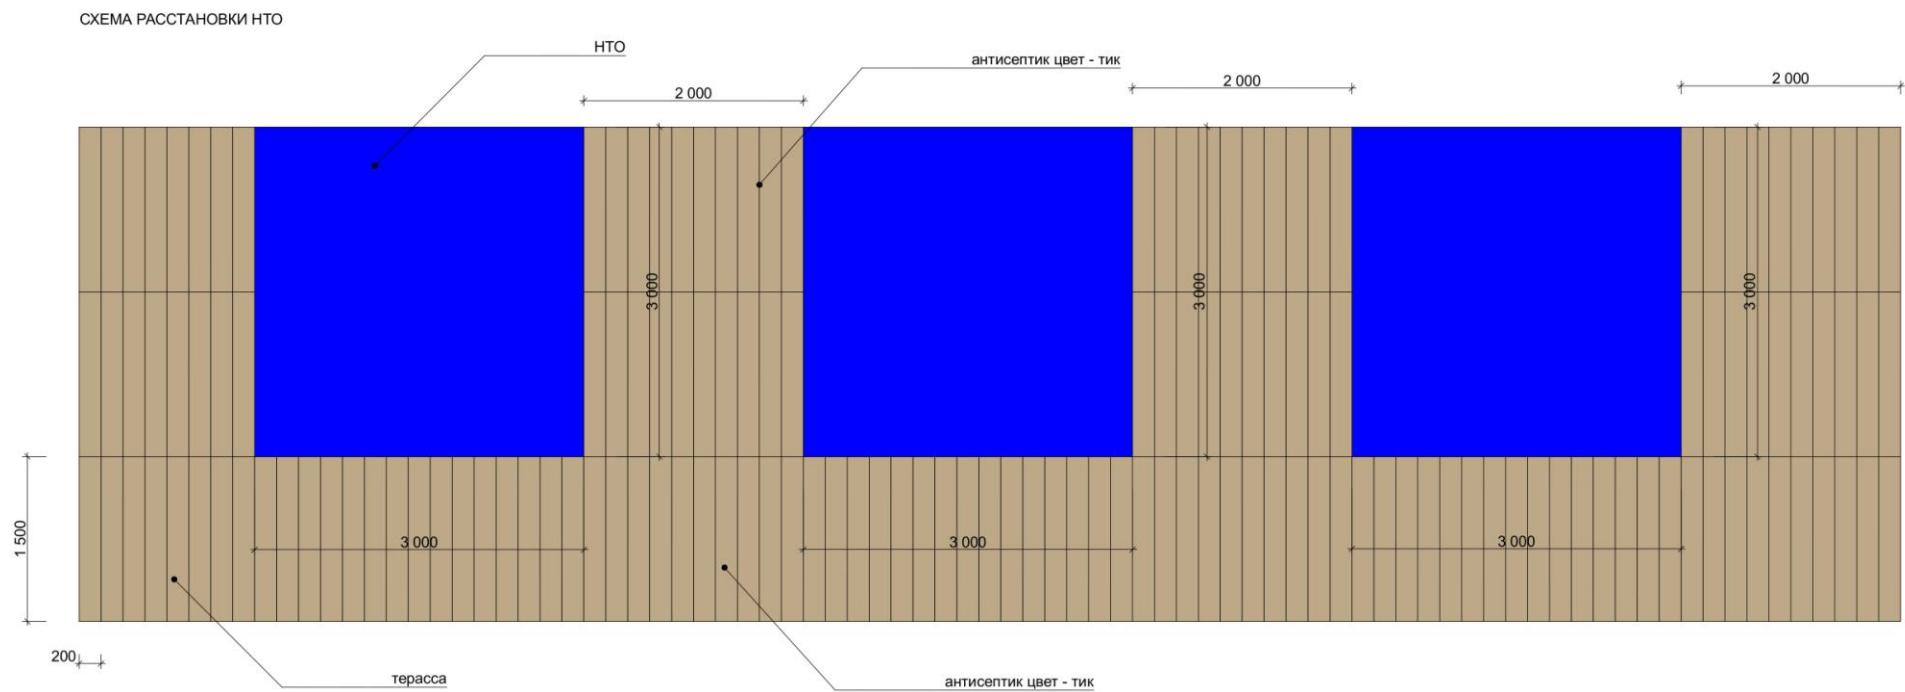 СХЕМА РАССТАНОВКИ НТО
НТО
антисептик цвет - тик
2 000
2 000
2 000
3 000
3 000
3 000
1 500
3 000
3 000
3 000
200
терасса
антисептик цвет - тик